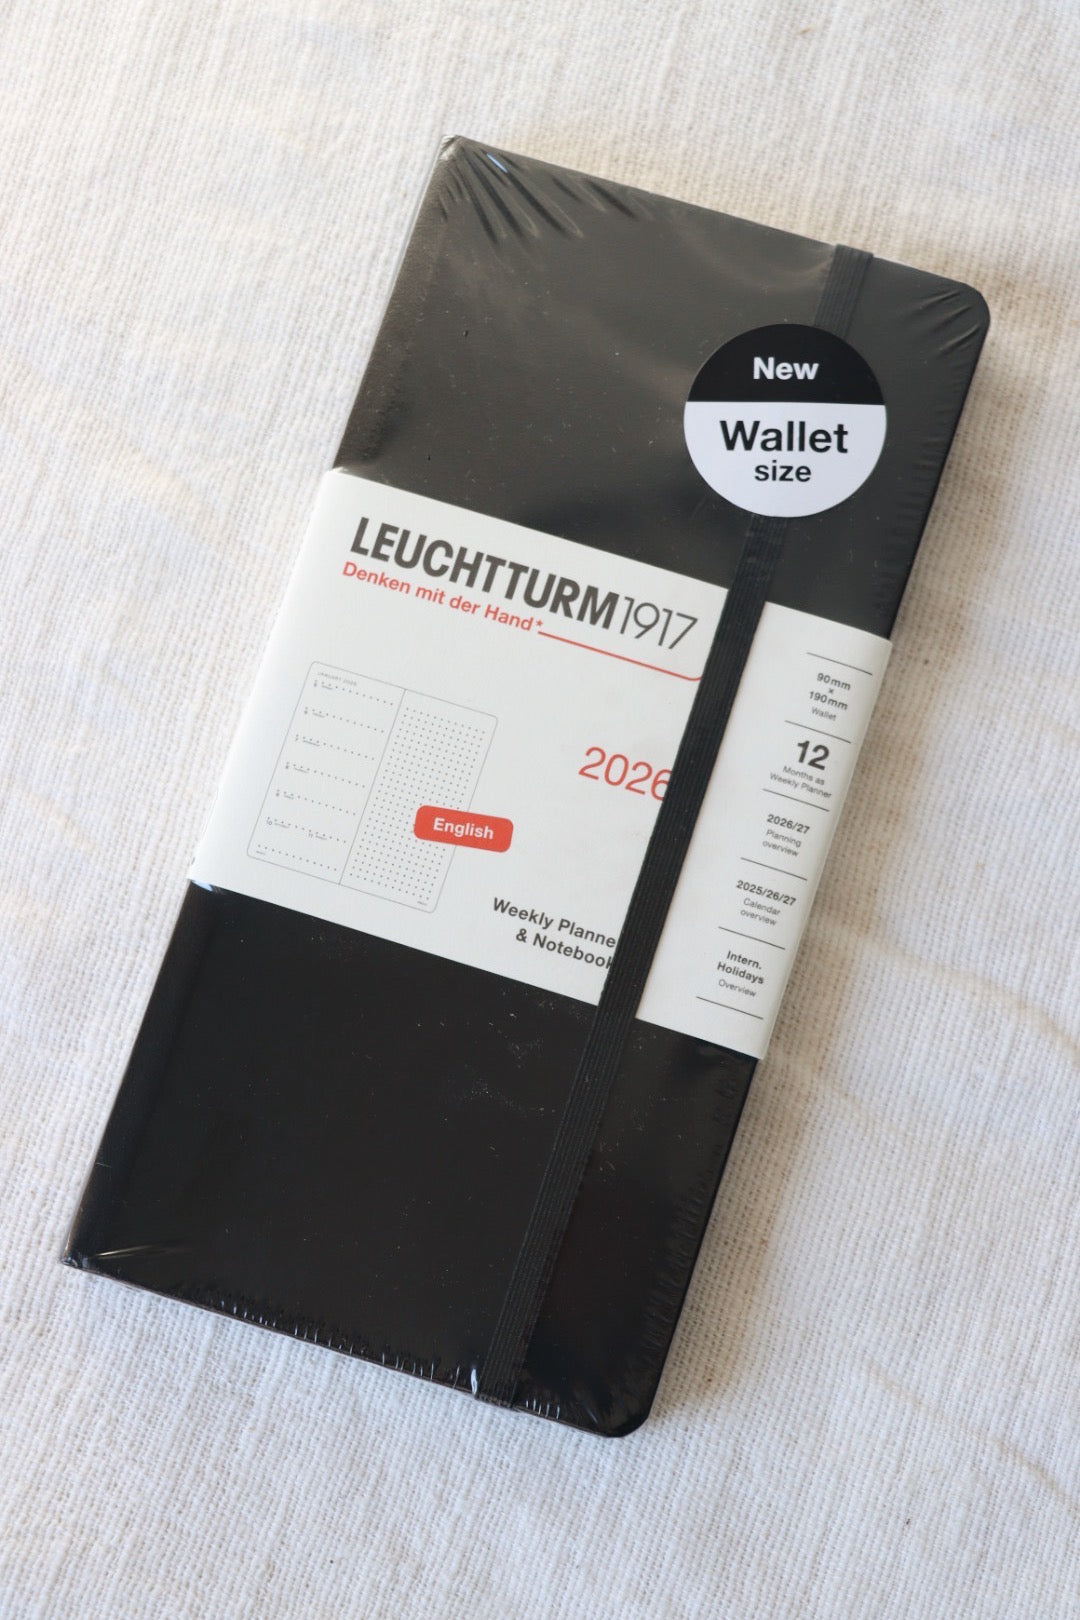 New
Wallet
size
LEUCHTTURM1917
Denken mit der Hand*
2026
English
Weekly Planne
& Notebook
90mm
×
190mm
Wallet
12
Months as
Weekly Planner
2026/27
Planning
overview
2025/26/27
Calendar
overview
Intern.
Holidays
Overview